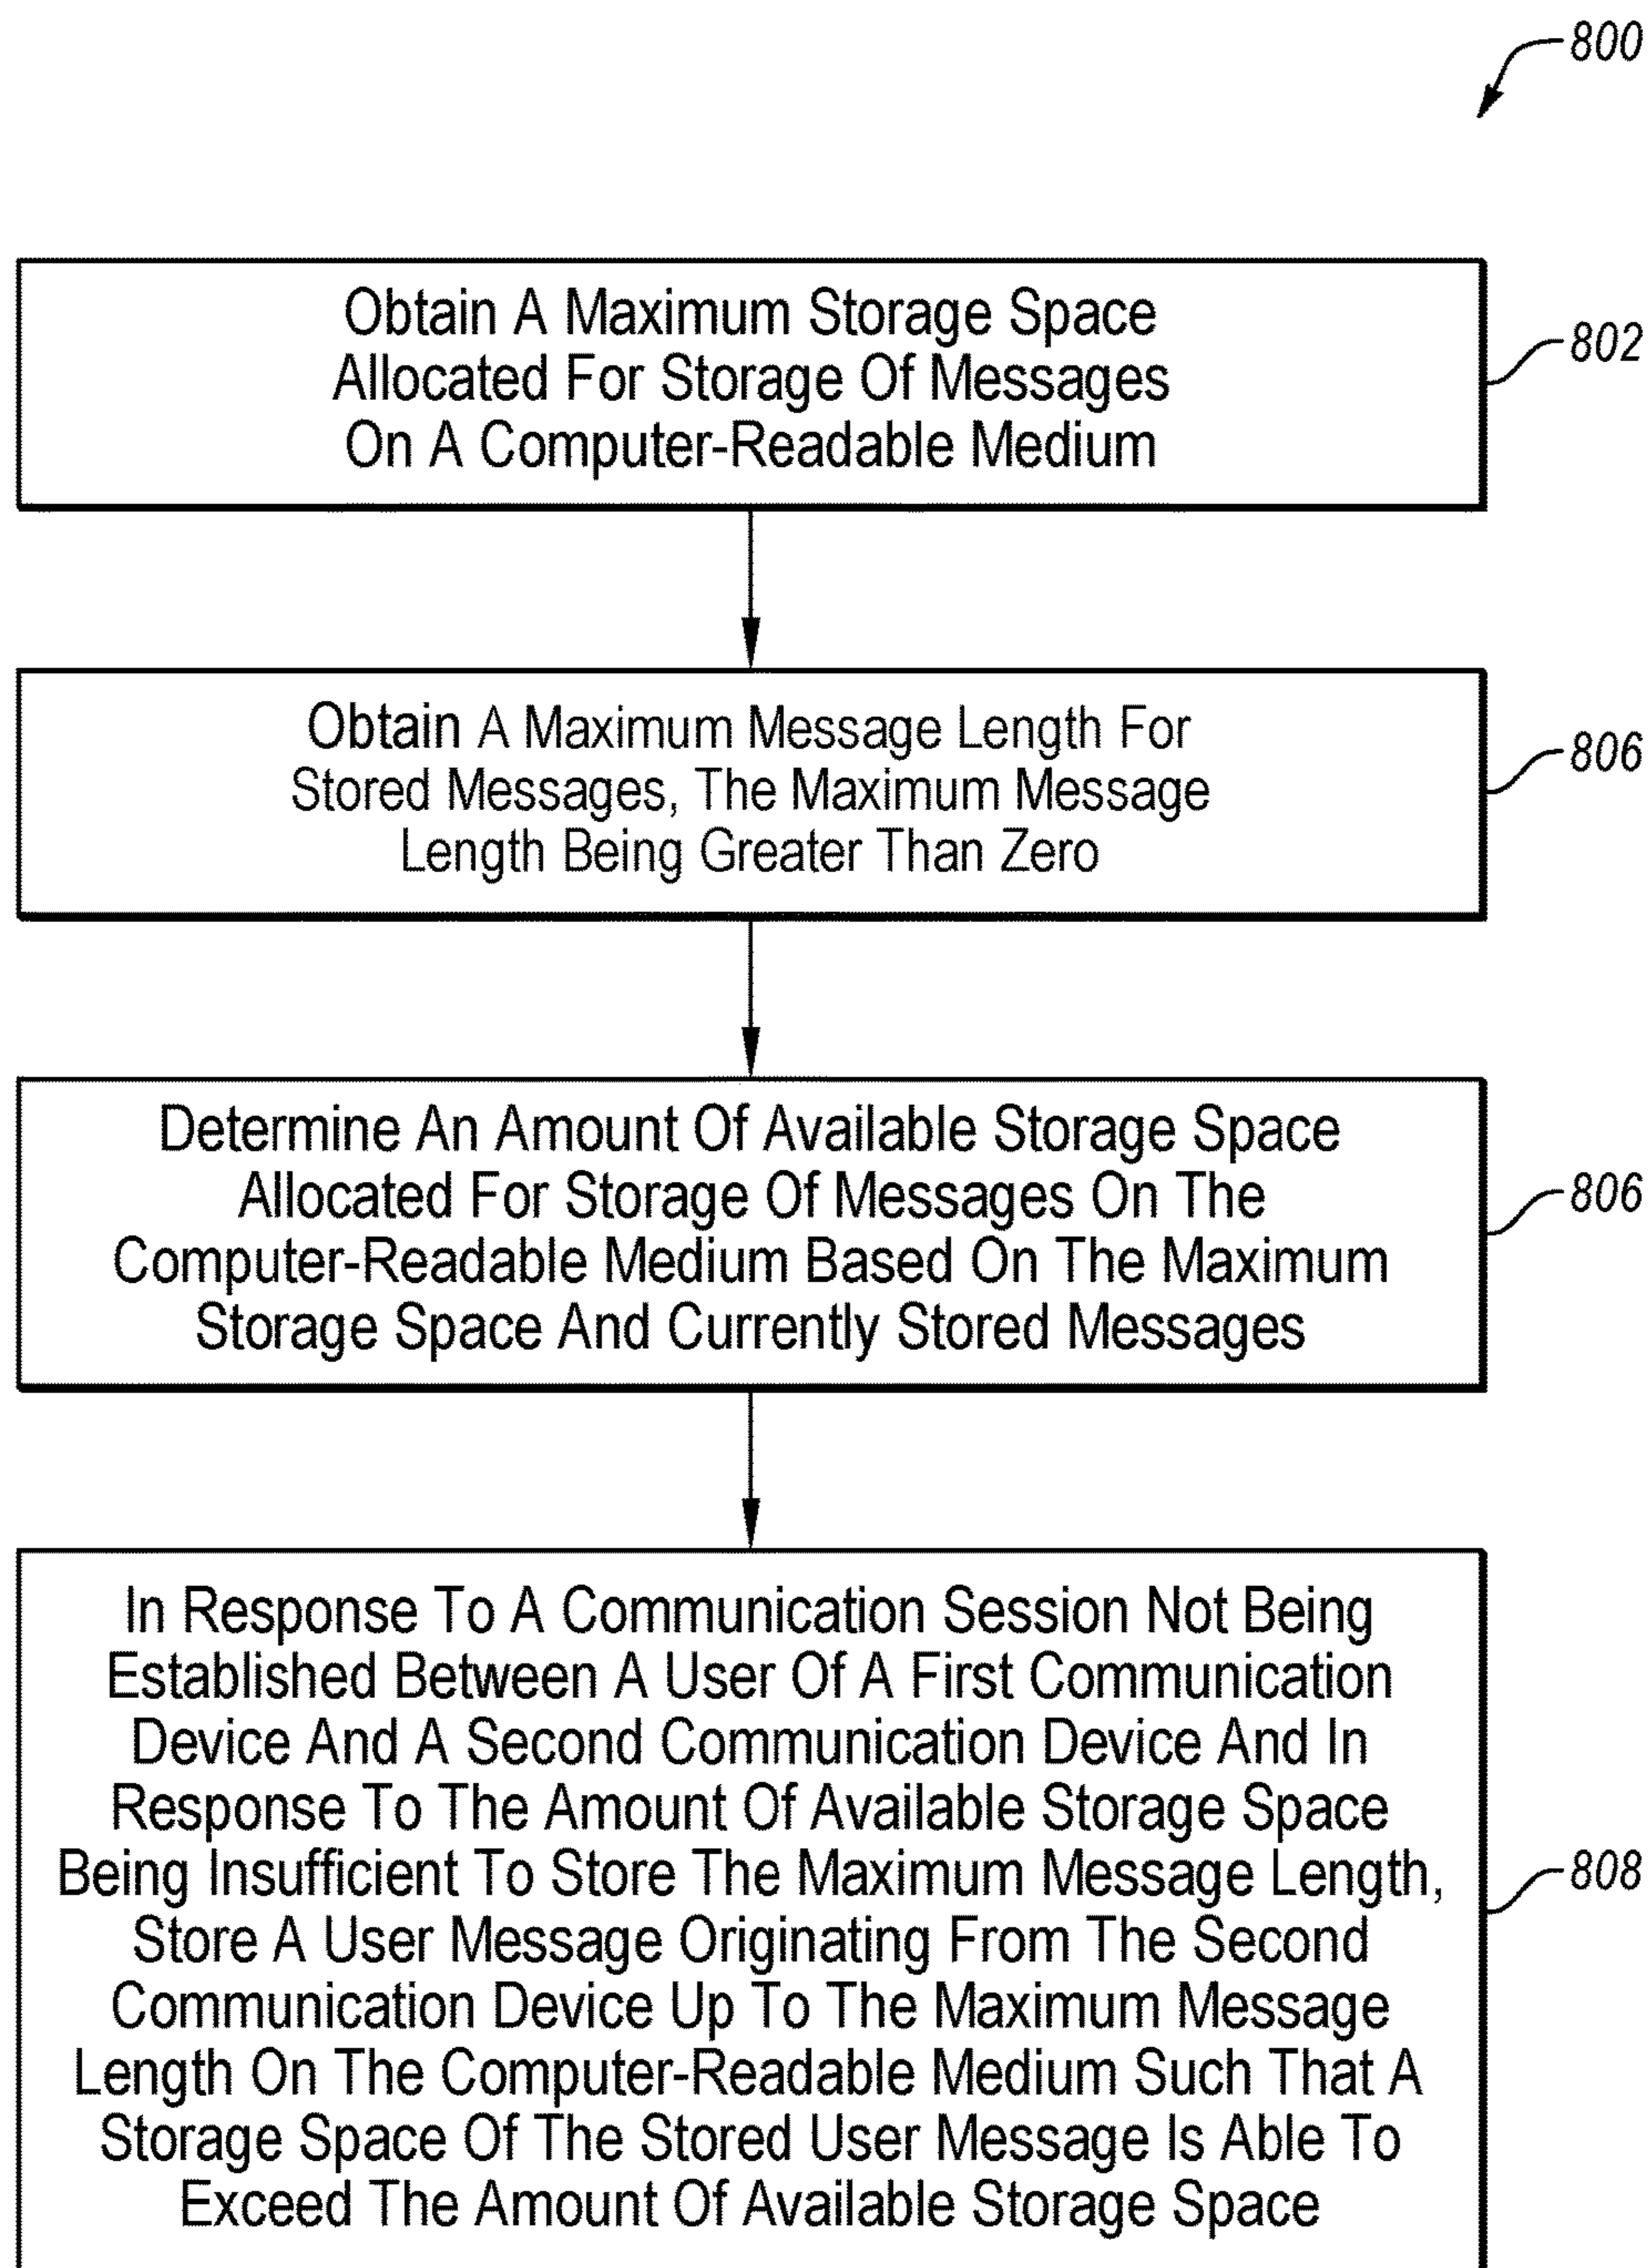 800
Obtain A Maximum Storage Space
Allocated For Storage Of Messages
On A Computer-Readable Medium
802
Obtain A Maximum Message Length For
Stored Messages, The Maximum Message
Length Being Greater Than Zero
806
Determine An Amount Of Available Storage Space
Allocated For Storage Of Messages On The
Computer-Readable Medium Based On The Maximum
Storage Space And Currently Stored Messages
806
In Response To A Communication Session Not Being
Established Between A User Of A First Communication
Device And A Second Communication Device And In
Response To The Amount Of Available Storage Space
Being Insufficient To Store The Maximum Message Length,
Store A User Message Originating From The Second
Communication Device Up To The Maximum Message
Length On The Computer-Readable Medium Such That A
Storage Space Of The Stored User Message Is Able To
Exceed The Amount Of Available Storage Space
808